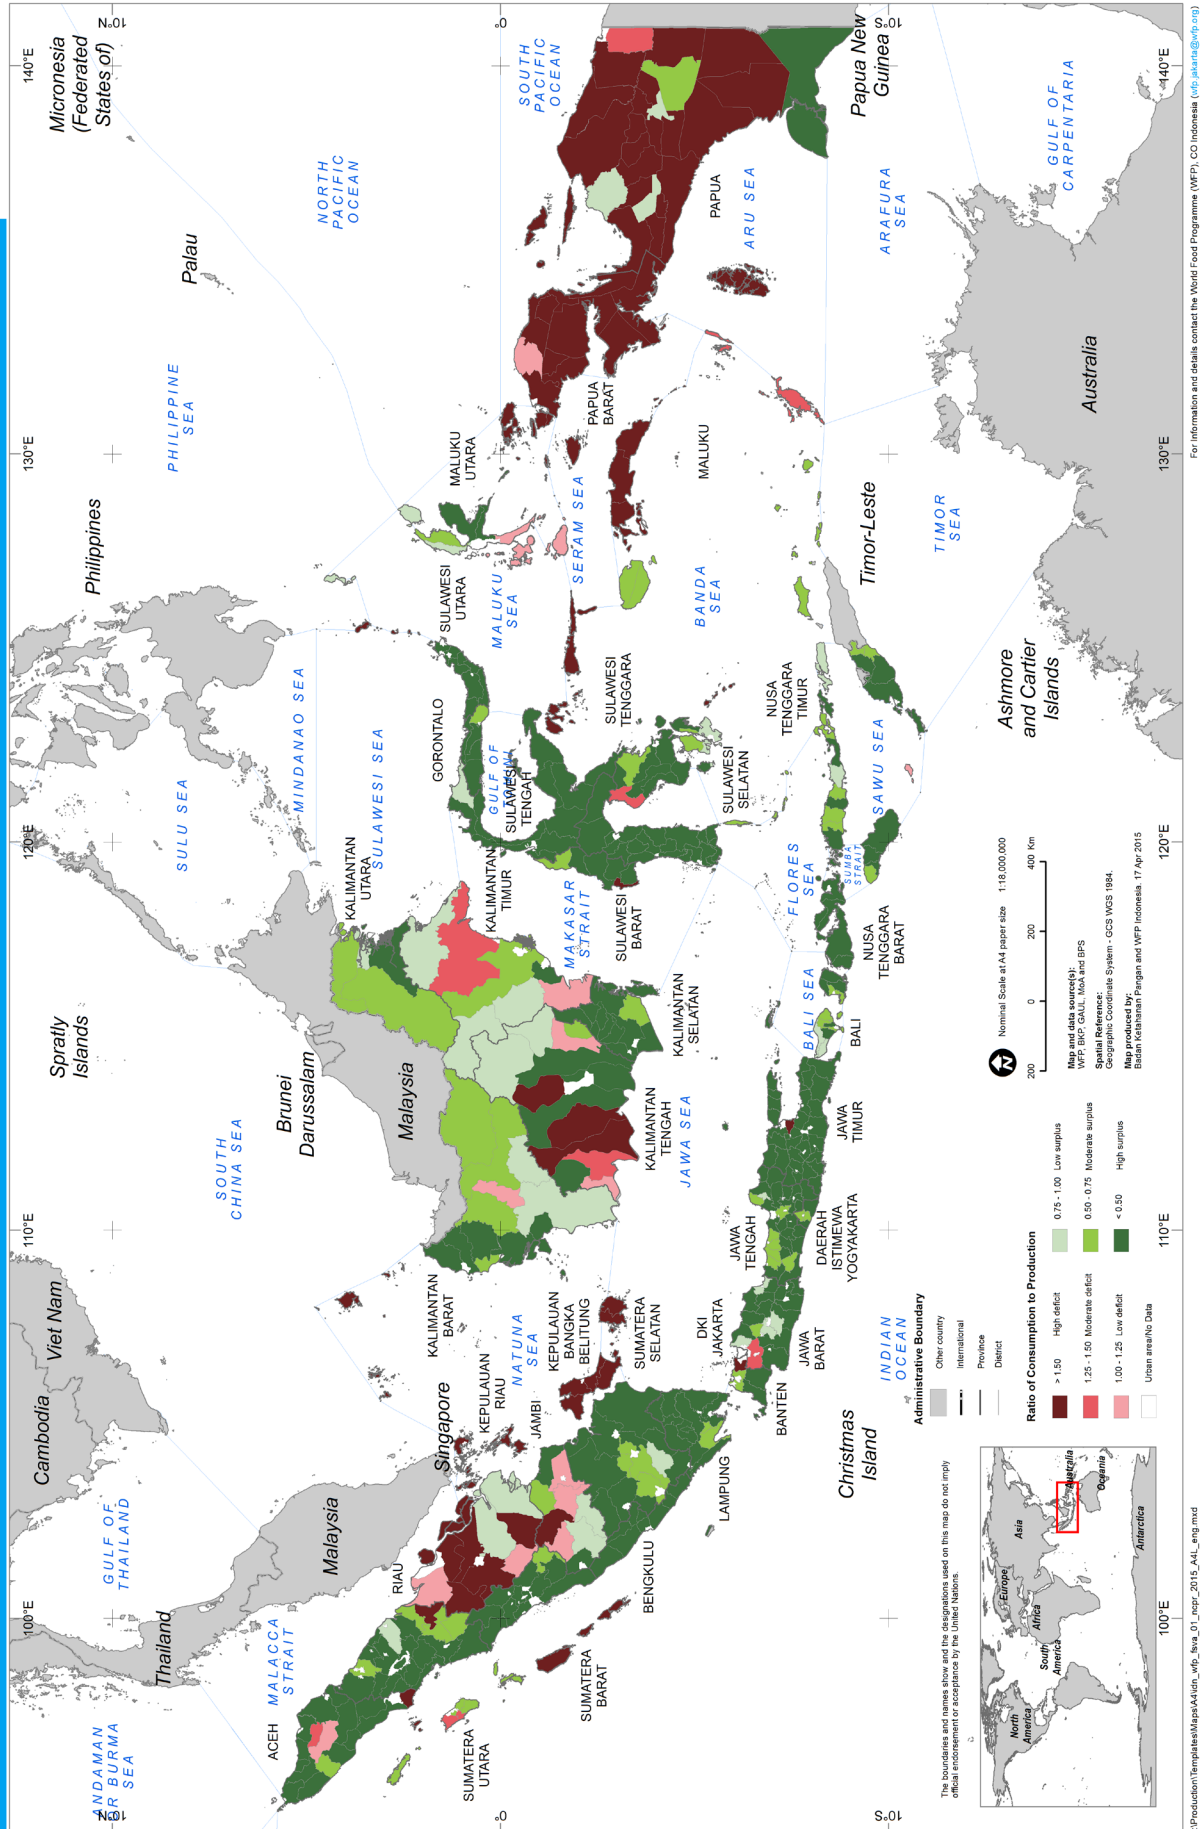 140°E
130°E
120°E
110°E
100°E
10°N
0°
10°S
Micronesia
(Federated
States of)
Palau
Philippines
Spratly
Islands
Brunei
Darussalam
Malaysia
Viet Nam
Cambodia
Thailand
Malaysia
Singapore
Papua New
Guinea
Australia
Timor-Leste
Ashmore
and Cartier
Islands
Christmas
Island
SOUTH
PACIFIC
OCEAN
NORTH
PACIFIC
OCEAN
PHILIPPINE
SEA
SULU SEA
MINDANAO SEA
SULAWESI SEA
SOUTH
CHINA SEA
GULF OF
THAILAND
MALACCA
STRAIT
ANDAMAN
OR BURMA
SEA
NATUNA
SEA
JAWA SEA
MAKASAR
STRAIT
GULF OF
MALUKU
SEA
SERAM SEA
BANDA
SEA
ARU SEA
ARAFURA
SEA
GULF OF
CARPENTARIA
TIMOR
SEA
SAWU SEA
SUMBA
STRAIT
FLORES
SEA
BALI SEA
INDIAN
OCEAN
ACEH
SUMATERA
UTARA
RIAU
SUMATERA
BARAT
KEPULAUAN
RIAU
JAMBI
BENGKULU
KEPULAUAN
BANGKA
BELITUNG
SUMATERA
SELATAN
LAMPUNG
BANTEN
DKI
JAKARTA
JAWA
BARAT
JAWA
TENGAH
DAERAH
ISTIMEWA
YOGYAKARTA
JAWA
TIMUR
BALI
NUSA
TENGGARA
BARAT
NUSA
TENGGARA
TIMUR
KALIMANTAN
BARAT
KALIMANTAN
TENGAH
KALIMANTAN
SELATAN
KALIMANTAN
TIMUR
KALIMANTAN
UTARA
SULAWESI
BARAT
SULAWESI
SELATAN
SULAWESI
TENGAH
SULAWESI
TENGGARA
GORONTALO
SULAWESI
UTARA
MALUKU
UTARA
MALUKU
PAPUA
BARAT
PAPUA
The boundaries and names show and the designations used on this map do not imply
official endorsement or acceptance by the United Nations.
North
America
South
America
Europe
Africa
Asia
Australia
Oceania
Antarctica
Administrative Boundary
Other country
International
Province
District
Ratio of Consumption to Production
> 1.50 High deficit
1.25 - 1.50 Moderate deficit
1.00 - 1.25 Low deficit
Urban area/No Data
0.75 - 1.00 Low surplus
0.50 - 0.75 Moderate surplus
< 0.50 High surplus
N
Nominal Scale at A4 paper size 1:18,000,000
200 0 200 400 Km
Map and data source(s):
WFP, BKP, GAUL, MoA and BPS
Spatial Reference:
Geographic Coordinate System - GCS WGS 1984.
Map produced by:
Badan Ketahanan Pangan and WFP Indonesia. 17 Apr 2015
:\Production\Templates\Maps\A4\idn_wfp_fsva_01_ncpr_2015_A4L_eng.mxd
For Information and details contact the World Food Programme (WFP), CO Indonesia (wfp.jakarta@wfp.org)